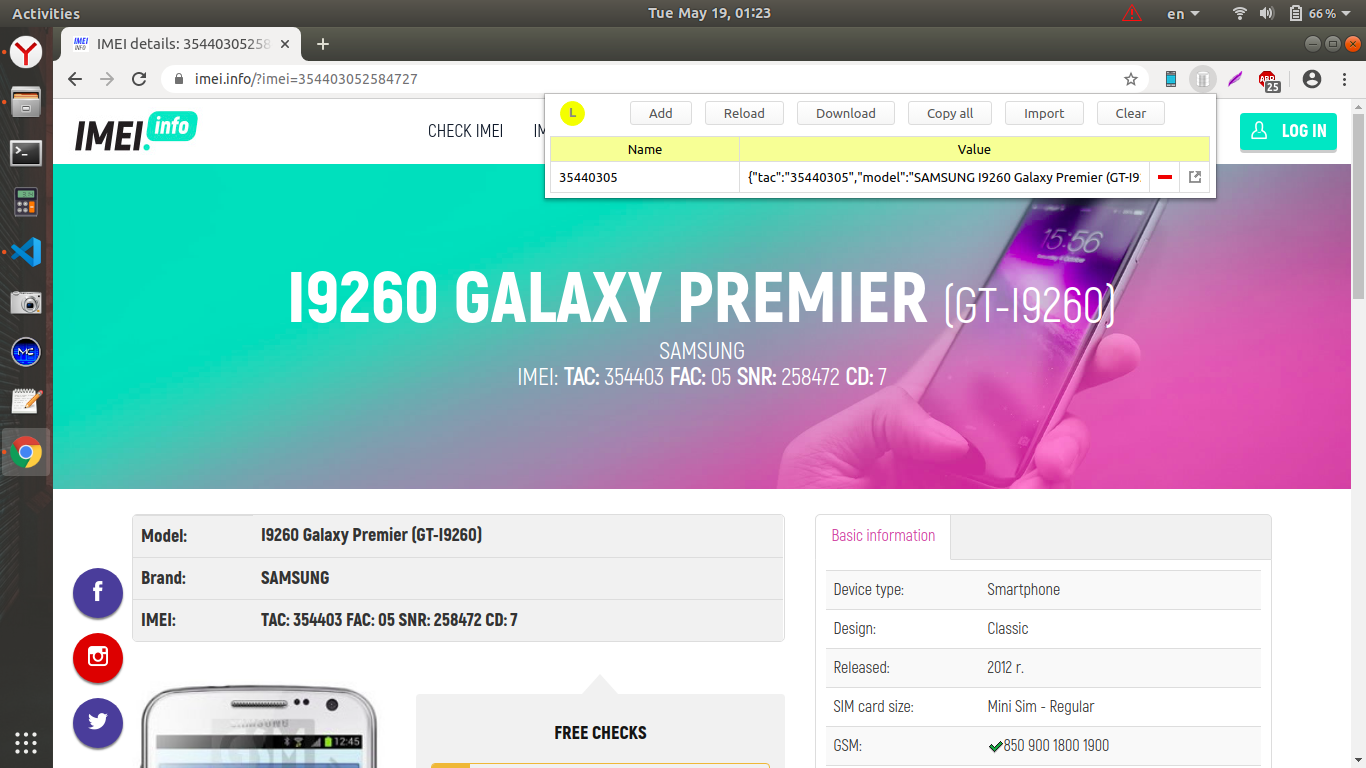 Activities
Tue May 19, 01:23
en
66 %
IMEI details: 35440305258
imei.info/?imei=354403052584727
ABP
25
IMEI.info
CHECK IMEI
L
Add
Reload
Download
Copy all
Import
Clear
LOG IN
Name
Value
35440305
{"tac":"35440305","model":"SAMSUNG I9260 Galaxy Premier (GT-I9
15:56
I9260 GALAXY PREMIER (GT-I9260)
SAMSUNG
IMEI: TAC: 354403 FAC: 05 SNR: 258472 CD: 7
Model: I9260 Galaxy Premier (GT-I9260)
Brand: SAMSUNG
IMEI: TAC: 354403 FAC: 05 SNR: 258472 CD: 7
SAMSUNG
12:45
FREE CHECKS
Basic information
Device type: Smartphone
Design: Classic
Released: 2012 r.
SIM card size: Mini Sim - Regular
GSM: 850 900 1800 1900